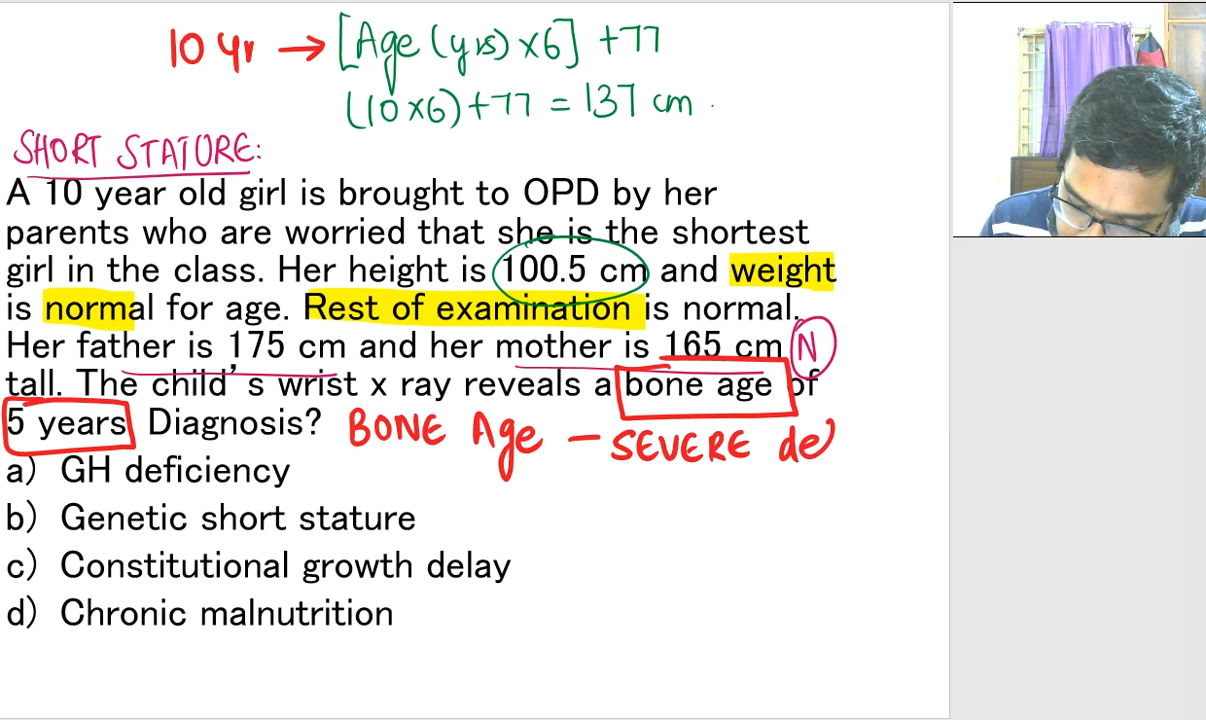 10 yr → [Age (yrs) ×6] +77
(10×6)+77 = 137 cm.
SHORT STATURE:
A 10 year old girl is brought to OPD by her
parents who are worried that she is the shortest
girl in the class. Her height is 100.5 cm and weight
is normal for age. Rest of examination is normal.
Her father is 175 cm and her mother is 165 cm N
tall. The child's wrist x ray reveals a bone age of
5 years. Diagnosis? BONE Age – SEVERE de
a) GH deficiency
b) Genetic short stature
c) Constitutional growth delay
d) Chronic malnutrition